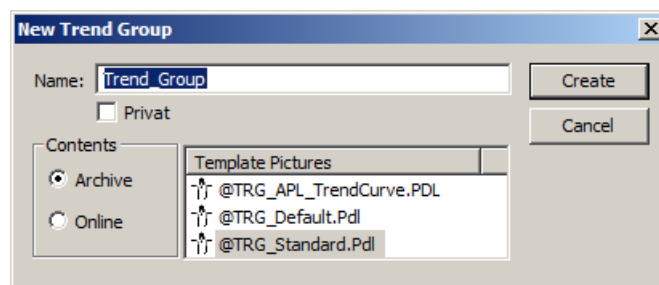 New Trend Group
Name: Trend_Group
Create
Privat
Cancel
Contents
Archive
Online
Template Pictures
@TRG_APL_TrendCurve.PDL
@TRG_Default.Pdl
@TRG_Standard.Pdl